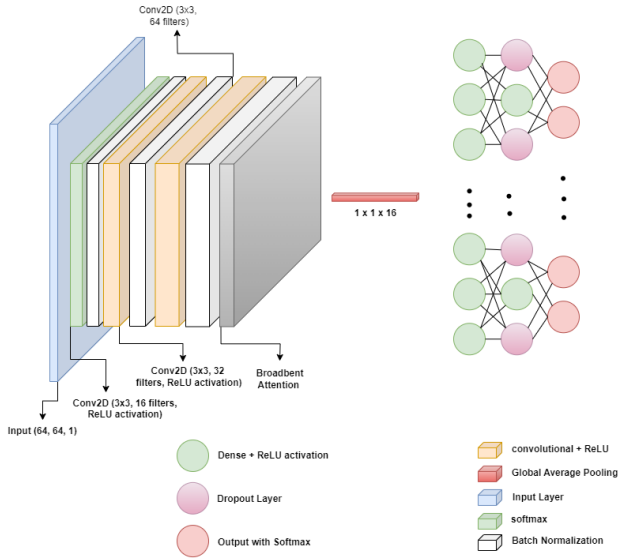 Conv2D (3x3,
64 filters)
1 x 1 x 16
Conv2D (3x3, 32
filters, ReLU activation)
Broadbent
Attention
Conv2D (3x3, 16 filters,
ReLU activation)
Input (64, 64, 1)
Dense + ReLU activation
Dropout Layer
Output with Softmax
convolutional + ReLU
Global Average Pooling
Input Layer
softmax
Batch Normalization